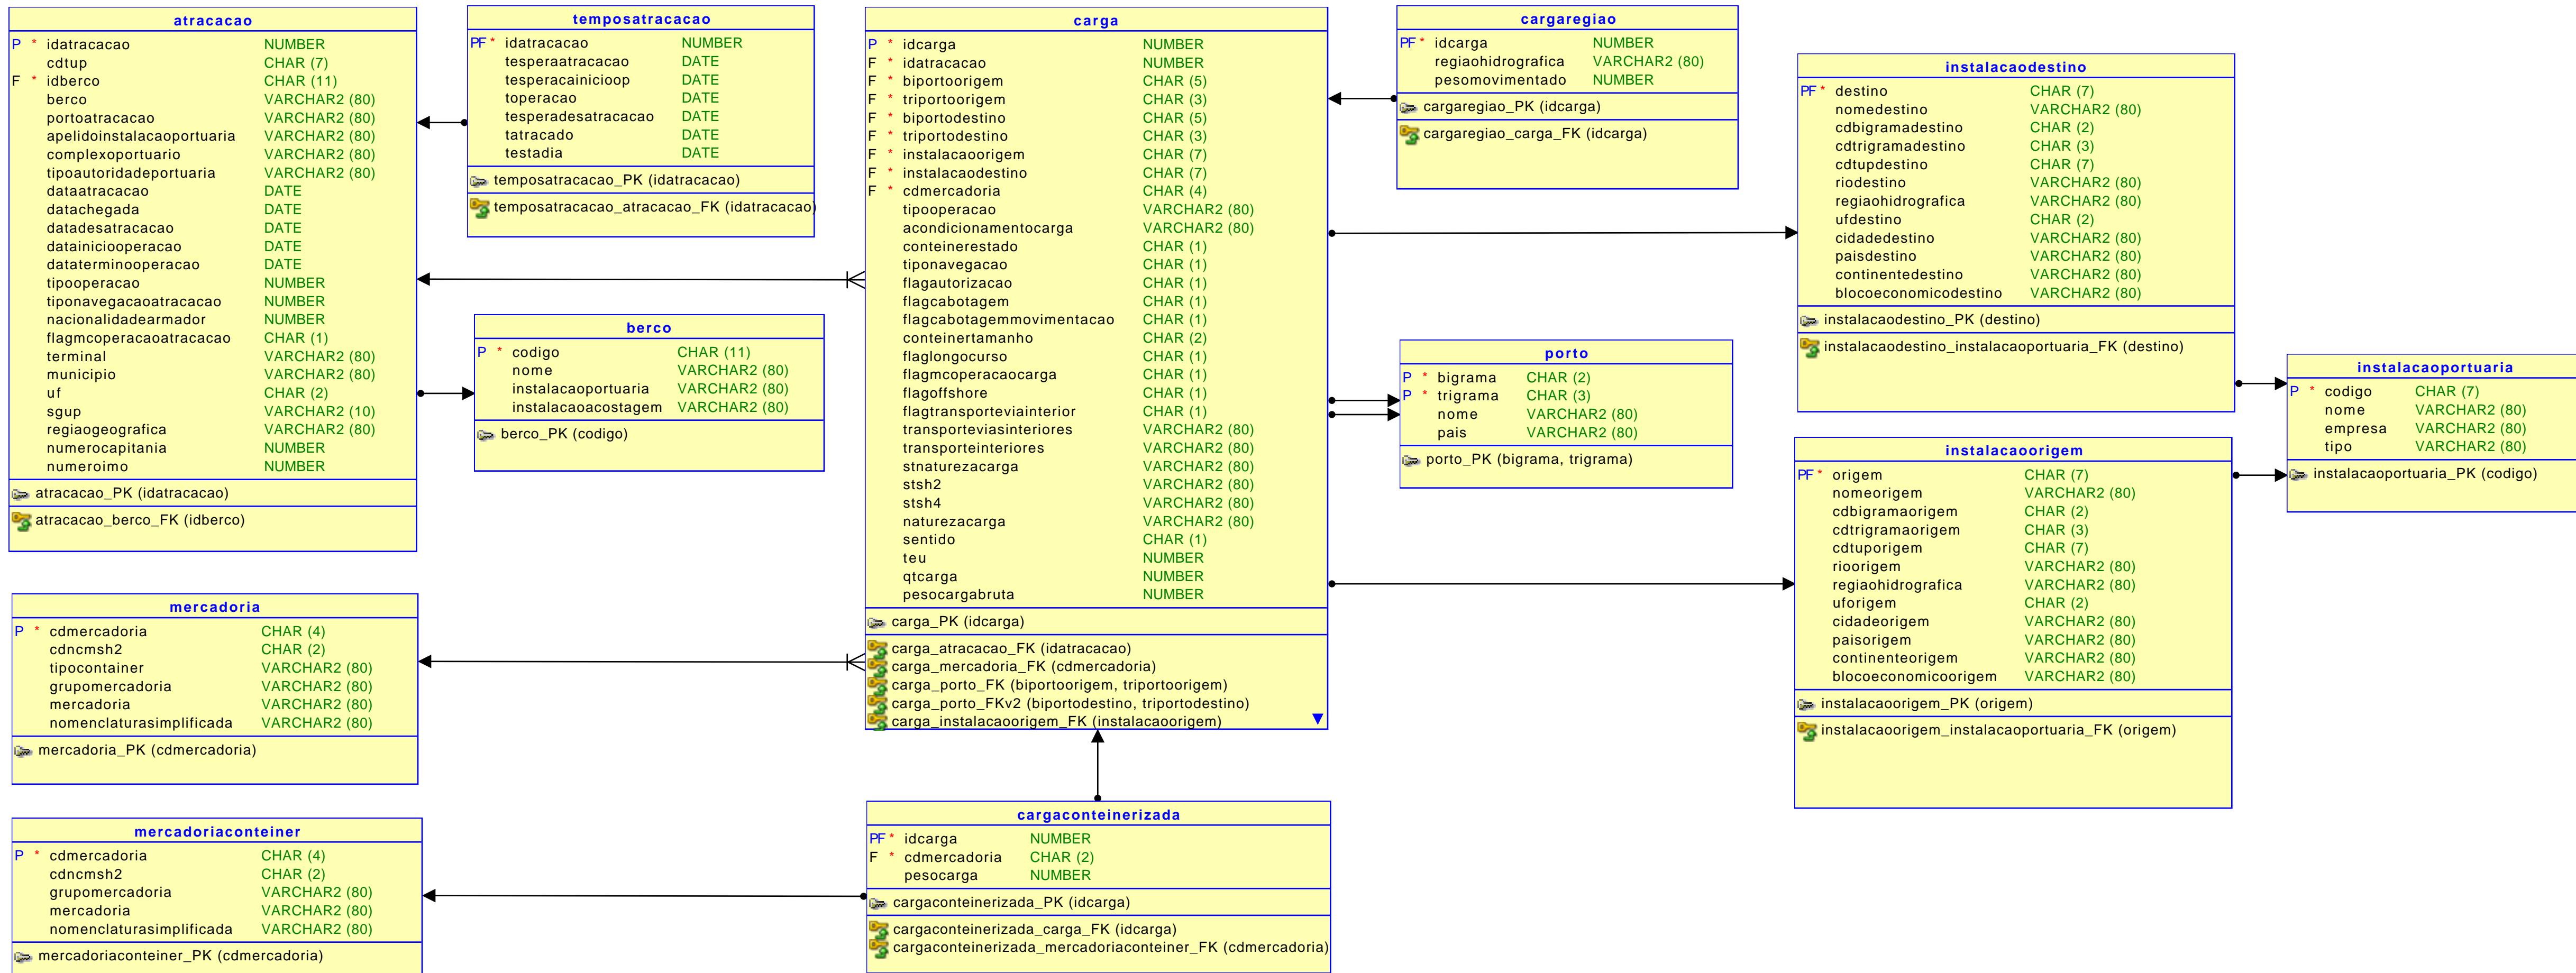 atracacao
P * idatracacao NUMBER
cdtup CHAR (7)
F * idberco CHAR (11)
berco VARCHAR2 (80)
portoatracacao VARCHAR2 (80)
apelidoinstalacaoportuaria VARCHAR2 (80)
complexoportuario VARCHAR2 (80)
tipoautoridadeportuaria VARCHAR2 (80)
dataatracacao DATE
datachegada DATE
datadesatracacao DATE
datainiciooperacao DATE
dataterminooperacao DATE
tipooperacao NUMBER
tiponavegacaoatracacao NUMBER
nacionalidadearmador NUMBER
flagmcoperacaoatracacao CHAR (1)
terminal VARCHAR2 (80)
municipio VARCHAR2 (80)
uf CHAR (2)
sgup VARCHAR2 (10)
regiaogeografica VARCHAR2 (80)
numerocapitania NUMBER
numeroimo NUMBER
atracacao_PK (idatracacao)
atracacao_berco_FK (idberco)
temposatracacao
PF * idatracacao NUMBER
tesperaatracacao DATE
tesperacainicioop DATE
toperacao DATE
tesperadesatracacao DATE
tatracado DATE
testadia DATE
temposatracacao_PK (idatracacao)
temposatracacao_atracacao_FK (idatracacao)
berco
P * codigo CHAR (11)
nome VARCHAR2 (80)
instalacaoportuaria VARCHAR2 (80)
instalacaoacostagem VARCHAR2 (80)
berco_PK (codigo)
mercadoria
P * cdmercadoria CHAR (4)
cdncmsh2 CHAR (2)
tipocontainer VARCHAR2 (80)
grupomercadoria VARCHAR2 (80)
mercadoria VARCHAR2 (80)
nomenclaturasimplificada VARCHAR2 (80)
mercadoria_PK (cdmercadoria)
mercadoriaconteiner
P * cdmercadoria CHAR (4)
cdncmsh2 CHAR (2)
grupomercadoria VARCHAR2 (80)
mercadoria VARCHAR2 (80)
nomenclaturasimplificada VARCHAR2 (80)
mercadoriaconteiner_PK (cdmercadoria)
carga
P * idcarga NUMBER
F * idatracacao NUMBER
F * biportoorigem CHAR (5)
F * triportoorigem CHAR (3)
F * biportodestino CHAR (5)
F * triportodestino CHAR (3)
F * instalacaoorigem CHAR (7)
F * instalacaodestino CHAR (7)
F * cdmercadoria CHAR (4)
tipooperacao VARCHAR2 (80)
acondicionamentocarga VARCHAR2 (80)
conteinerestado CHAR (1)
tiponavegacao CHAR (1)
flagautorizacao CHAR (1)
flagcabotagem CHAR (1)
flagcabotagemmovimentacao CHAR (1)
conteinertamanho CHAR (2)
flaglongocurso CHAR (1)
flagmcoperacaocarga CHAR (1)
flagoffshore CHAR (1)
flagtransporteviainterior CHAR (1)
transporteviasinteriores VARCHAR2 (80)
transporteinteriores VARCHAR2 (80)
stnaturezacarga VARCHAR2 (80)
stsh2 VARCHAR2 (80)
stsh4 VARCHAR2 (80)
naturezacarga VARCHAR2 (80)
sentido CHAR (1)
teu NUMBER
qtcarga NUMBER
pesocargabruta NUMBER
carga_PK (idcarga)
carga_atracacao_FK (idatracacao)
carga_mercadoria_FK (cdmercadoria)
carga_porto_FK (biportoorigem, triportoorigem)
carga_porto_FKv2 (biportodestino, triportodestino)
carga_instalacaoorigem_FK (instalacaoorigem)
cargaconteinerizada
PF * idcarga NUMBER
F * cdmercadoria CHAR (2)
pesocarga NUMBER
cargaconteinerizada_PK (idcarga)
cargaconteinerizada_carga_FK (idcarga)
cargaconteinerizada_mercadoriaconteiner_FK (cdmercadoria)
cargaregiao
PF * idcarga NUMBER
regiaohidrografica VARCHAR2 (80)
pesomovimentado NUMBER
cargaregiao_PK (idcarga)
cargaregiao_carga_FK (idcarga)
porto
P * bigrama CHAR (2)
P * trigrama CHAR (3)
nome VARCHAR2 (80)
pais VARCHAR2 (80)
porto_PK (bigrama, trigrama)
instalacaodestino
PF * destino CHAR (7)
nomedestino VARCHAR2 (80)
cdbigramadestino CHAR (2)
cdtrigramadestino CHAR (3)
cdtupdestino CHAR (7)
riodestino VARCHAR2 (80)
regiaohidrografica VARCHAR2 (80)
ufdestino CHAR (2)
cidadedestino VARCHAR2 (80)
paisdestino VARCHAR2 (80)
continentedestino VARCHAR2 (80)
blocoeconomicodestino VARCHAR2 (80)
instalacaodestino_PK (destino)
instalacaodestino_instalacaoportuaria_FK (destino)
instalacaoorigem
PF * origem CHAR (7)
nomeorigem VARCHAR2 (80)
cdbigramaorigem CHAR (2)
cdtrigramaorigem CHAR (3)
cdtuporigem CHAR (7)
rioorigem VARCHAR2 (80)
regiaohidrografica VARCHAR2 (80)
uforigem CHAR (2)
cidadeorigem VARCHAR2 (80)
paisorigem VARCHAR2 (80)
continenteorigem VARCHAR2 (80)
blocoeconomicoorigem VARCHAR2 (80)
instalacaoorigem_PK (origem)
instalacaoorigem_instalacaoportuaria_FK (origem)
instalacaoportuaria
P * codigo CHAR (7)
nome VARCHAR2 (80)
empresa VARCHAR2 (80)
tipo VARCHAR2 (80)
instalacaoportuaria_PK (codigo)